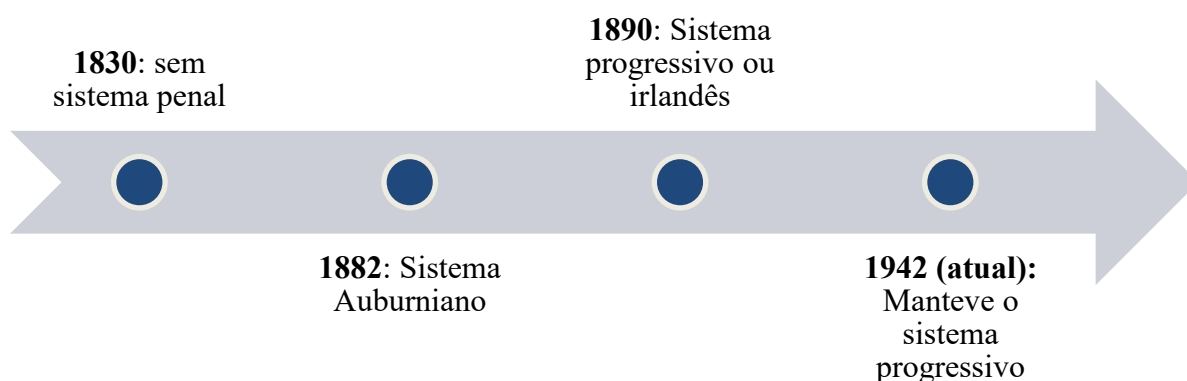 1830: sem
sistema penal
1882: Sistema
Auburniano
1890: Sistema
progressivo ou
irlandês
1942 (atual):
Manteve o
sistema
progressivo